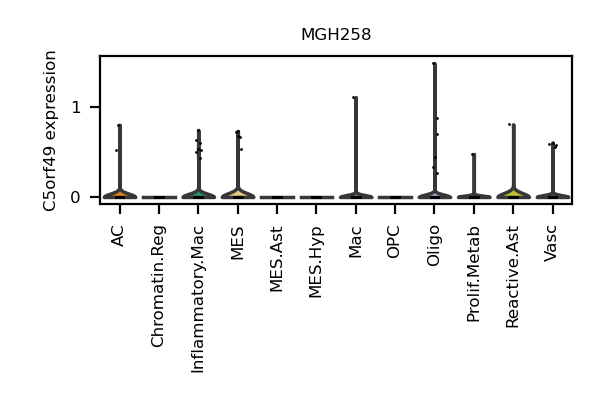 MGH258
C5orf49 expression
1
0
AC
Chromatin.Reg
Inflammatory.Mac
MES
MES.Ast
MES.Hyp
Mac
OPC
Oligo
Prolif.Metab
Reactive.Ast
Vasc